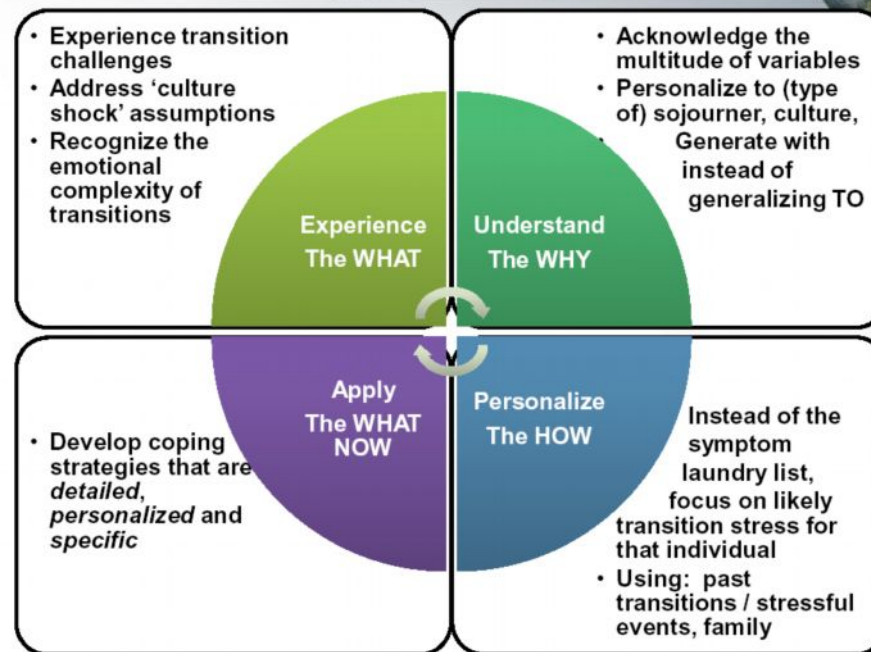 • Experience transition
challenges
• Address ‘culture
shock’ assumptions
• Recognize the
emotional
complexity of
transitions
Experience
The WHAT
• Acknowledge the
multitude of variables
• Personalize to (type
of) sojourner, culture,
• Generate with
instead of
generalizing TO
Understand
The WHY
• Develop coping
strategies that are
detailed,
personalized and
specific
Apply
The WHAT
NOW
Personalize
The HOW
Instead of the
symptom
laundry list,
focus on likely
transition stress for
that individual
• Using: past
transitions / stressful
events, family